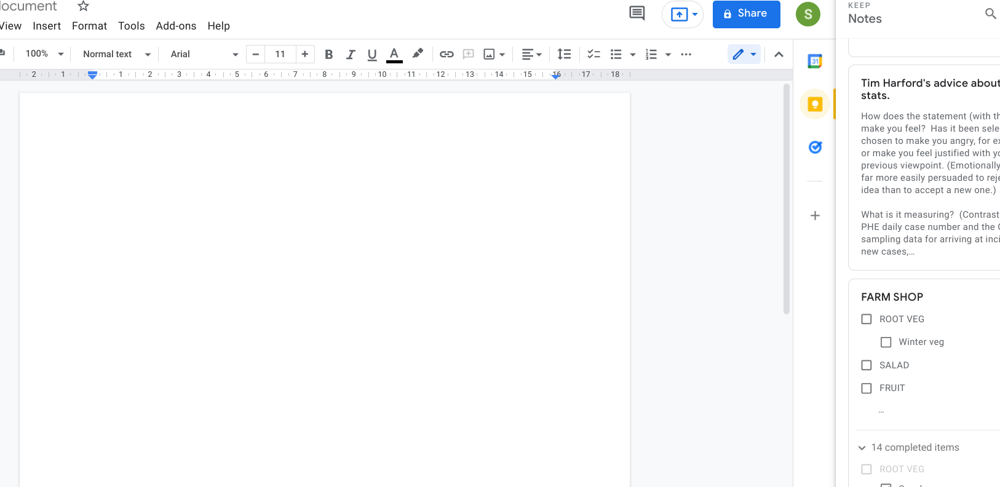 KEEP
Notes
Share
S
View Insert Format Tools Add-ons Help
100% Normal text Arial − 11 + B I U A
2 1 1 2 3 4 5 6 7 8 9 10 11 12 13 14 15 16 17 18
31
Tim Harford's advice about
stats.
How does the statement (with th
make you feel? Has it been sele
chosen to make you angry, for ex
or make you feel justified with yo
previous viewpoint. (Emotionally
far more easily persuaded to reje
idea than to accept a new one.)
What is it measuring? (Contrast
PHE daily case number and the
sampling data for arriving at inci
new cases,…
FARM SHOP
ROOT VEG
Winter veg
SALAD
FRUIT
…
14 completed items
ROOT VEG